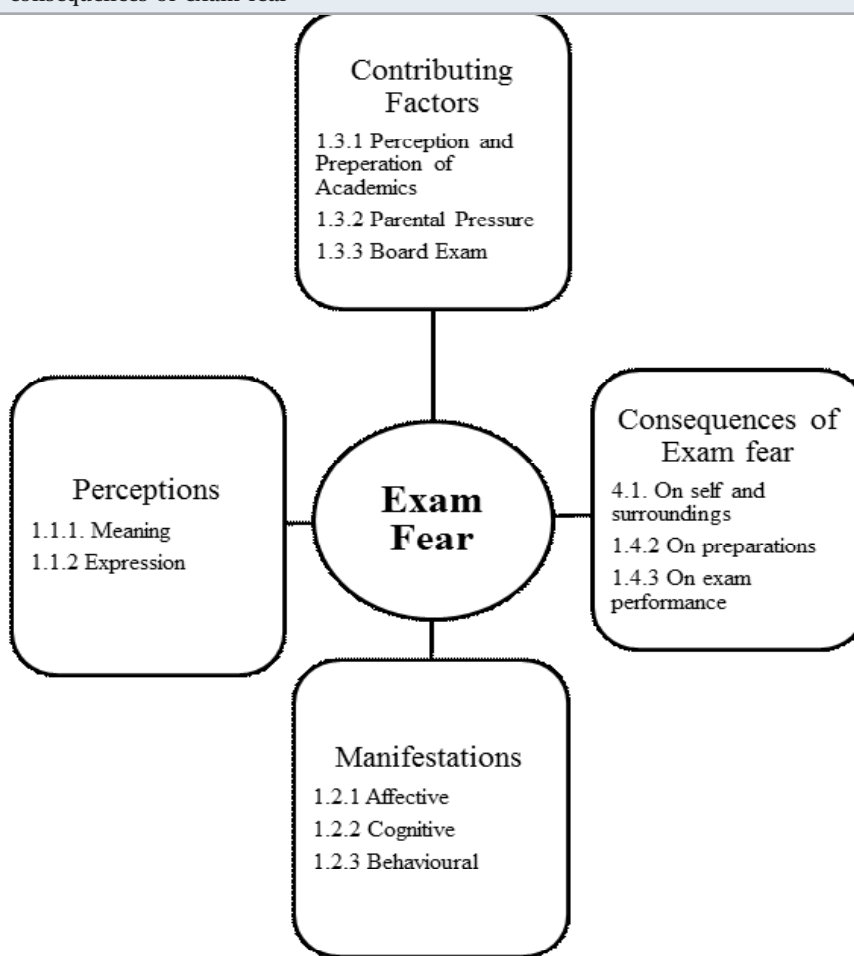 consequences of exam fear
Contributing
Factors
1.3.1 Perception and
Preperation of
Academics
1.3.2 Parental Pressure
1.3.3 Board Exam
Perceptions
1.1.1. Meaning
1.1.2 Expression
Exam
Fear
Consequences of
Exam fear
4.1. On self and
surroundings
1.4.2 On preparations
1.4.3 On exam
performance
Manifestations
1.2.1 Affective
1.2.2 Cognitive
1.2.3 Behavioural